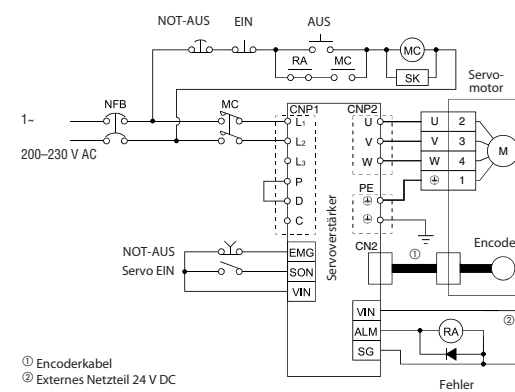 NOT-AUS EIN AUS
RA MC
MC
SK
Servo-
motor
NFB MC CNP1 CNP2
1~
200–230 V AC
L1
L2
L3
P
D
C
U
V
W
PE
U 2
V 3
W 4
1
M
Servoverstärker
CN2
①
Encode
NOT-AUS
Servo EIN
EMG
SON
VIN
VIN
ALM
SG
RA
②
① Encoderkabel
② Externes Netzteil 24 V DC
Fehler